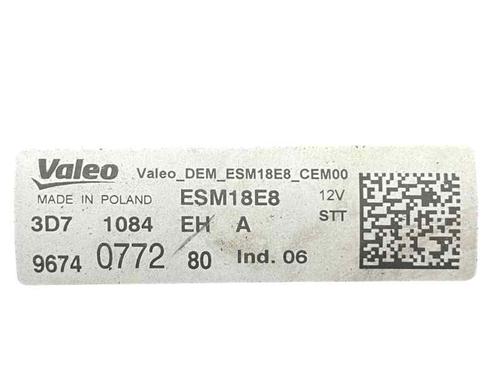 Valeo Valeo_DEM_ESM18E8_CEM00
MADE IN POLAND ESM18E8 12V
3D7 1084 EH A STT
9674 0772 80 Ind. 06